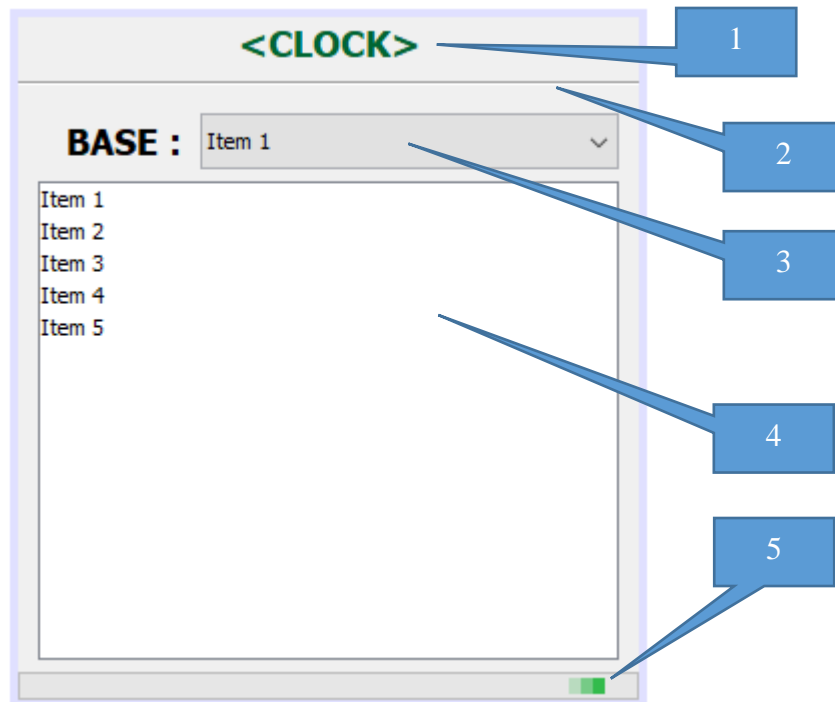 <CLOCK>
1
2
BASE : Item 1
3
Item 1
Item 2
Item 3
Item 4
Item 5
4
5